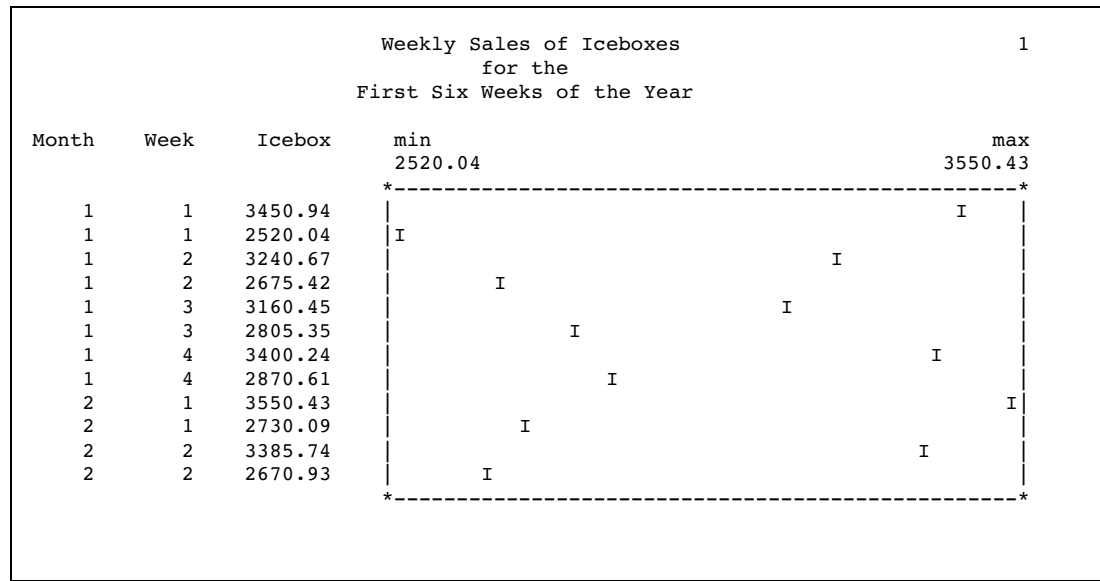 Weekly Sales of Iceboxes 1
for the
First Six Weeks of the Year
Month Week Icebox min max
2520.04 3550.43
*--------------------------------------------------*
1 1 3450.94 | I |
1 1 2520.04 |I |
1 2 3240.67 | I |
1 2 2675.42 | I |
1 3 3160.45 | I |
1 3 2805.35 | I |
1 4 3400.24 | I |
1 4 2870.61 | I |
2 1 3550.43 | I|
2 1 2730.09 | I |
2 2 3385.74 | I |
2 2 2670.93 | I |
*--------------------------------------------------*